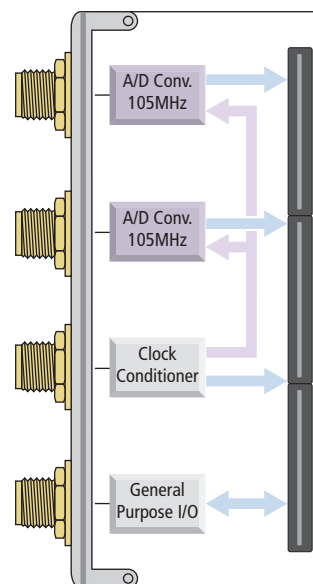 A/D Conv.
105MHz
A/D Conv.
105MHz
Clock
Conditioner
General
Purpose I/O